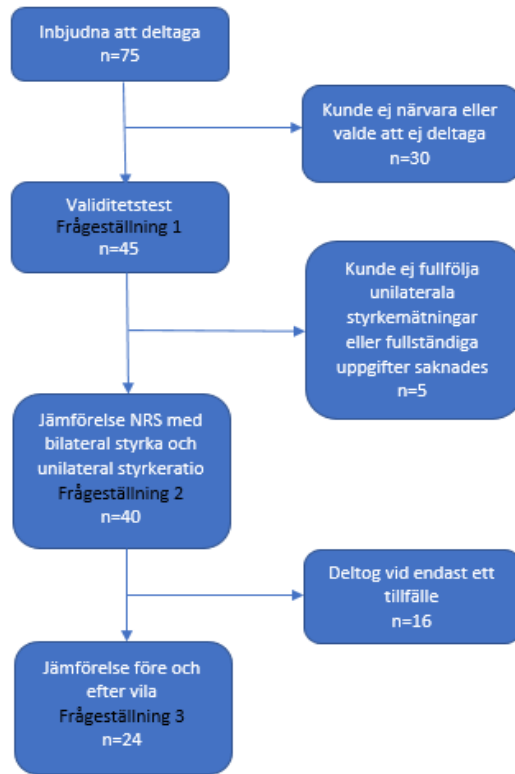 Inbjudna att deltaga
n=75
Kunde ej närvara eller
valde att ej deltaga
n=30
Validitetstest
Frågeställning 1
n=45
Kunde ej fullfölja
unilaterala
styrkemätningar
eller fullständiga
uppgifter saknades
n=5
Jämförelse NRS med
bilateral styrka och
unilateral styrkeratio
Frågeställning 2
n=40
Deltog vid endast ett
tillfälle
n=16
Jämförelse före och
efter vila
Frågeställning 3
n=24